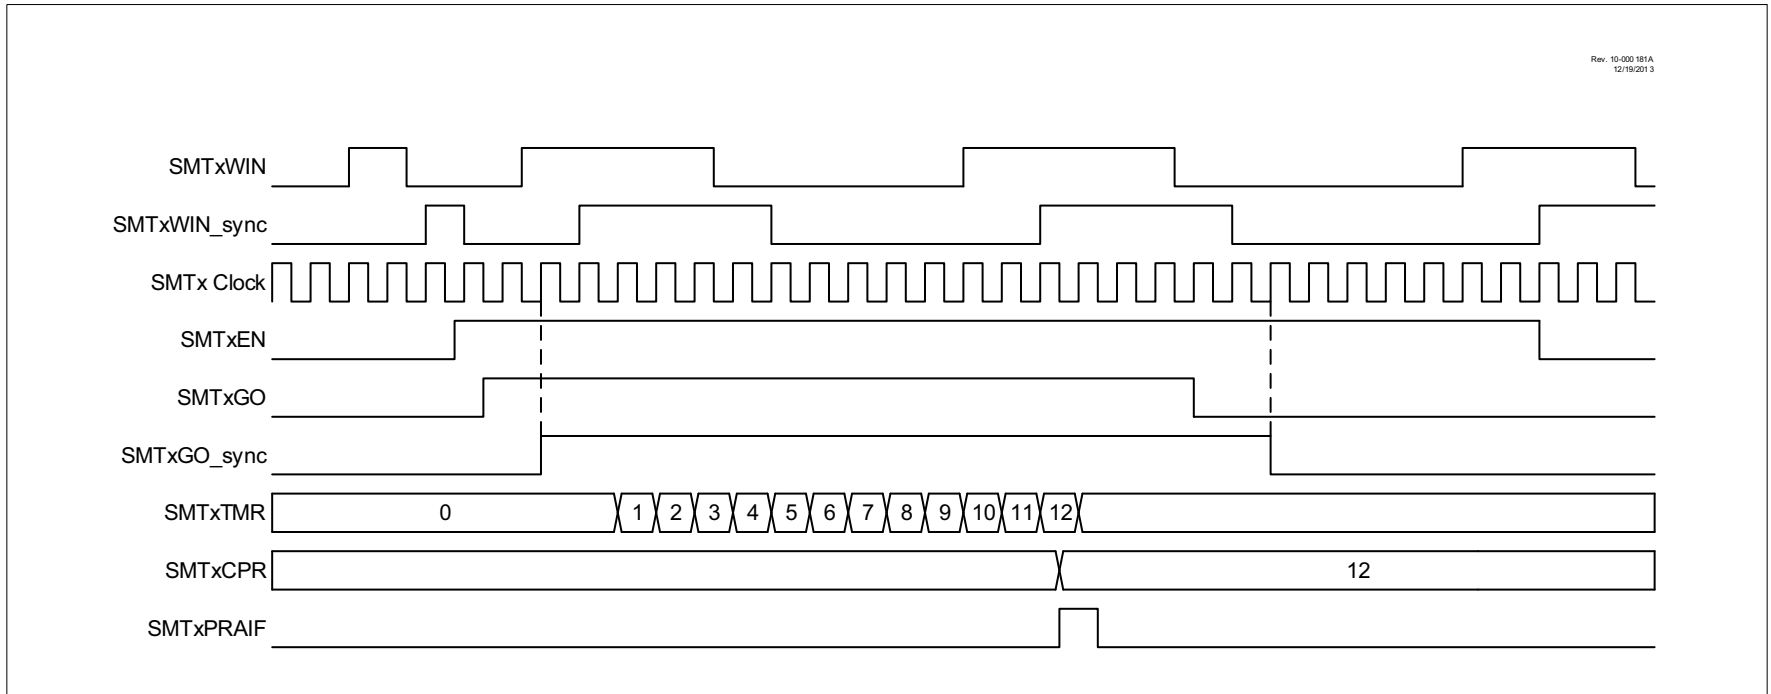 Rev. 10-000 181A
12/19/201 3
SMTxWIN
SMTxWIN_sync
SMTx Clock
SMTxEN
SMTxGO
SMTxGO_sync
SMTxTMR 0 1 2 3 4 5 6 7 8 9 10 11 12
SMTxCPR 12
SMTxPRAIF